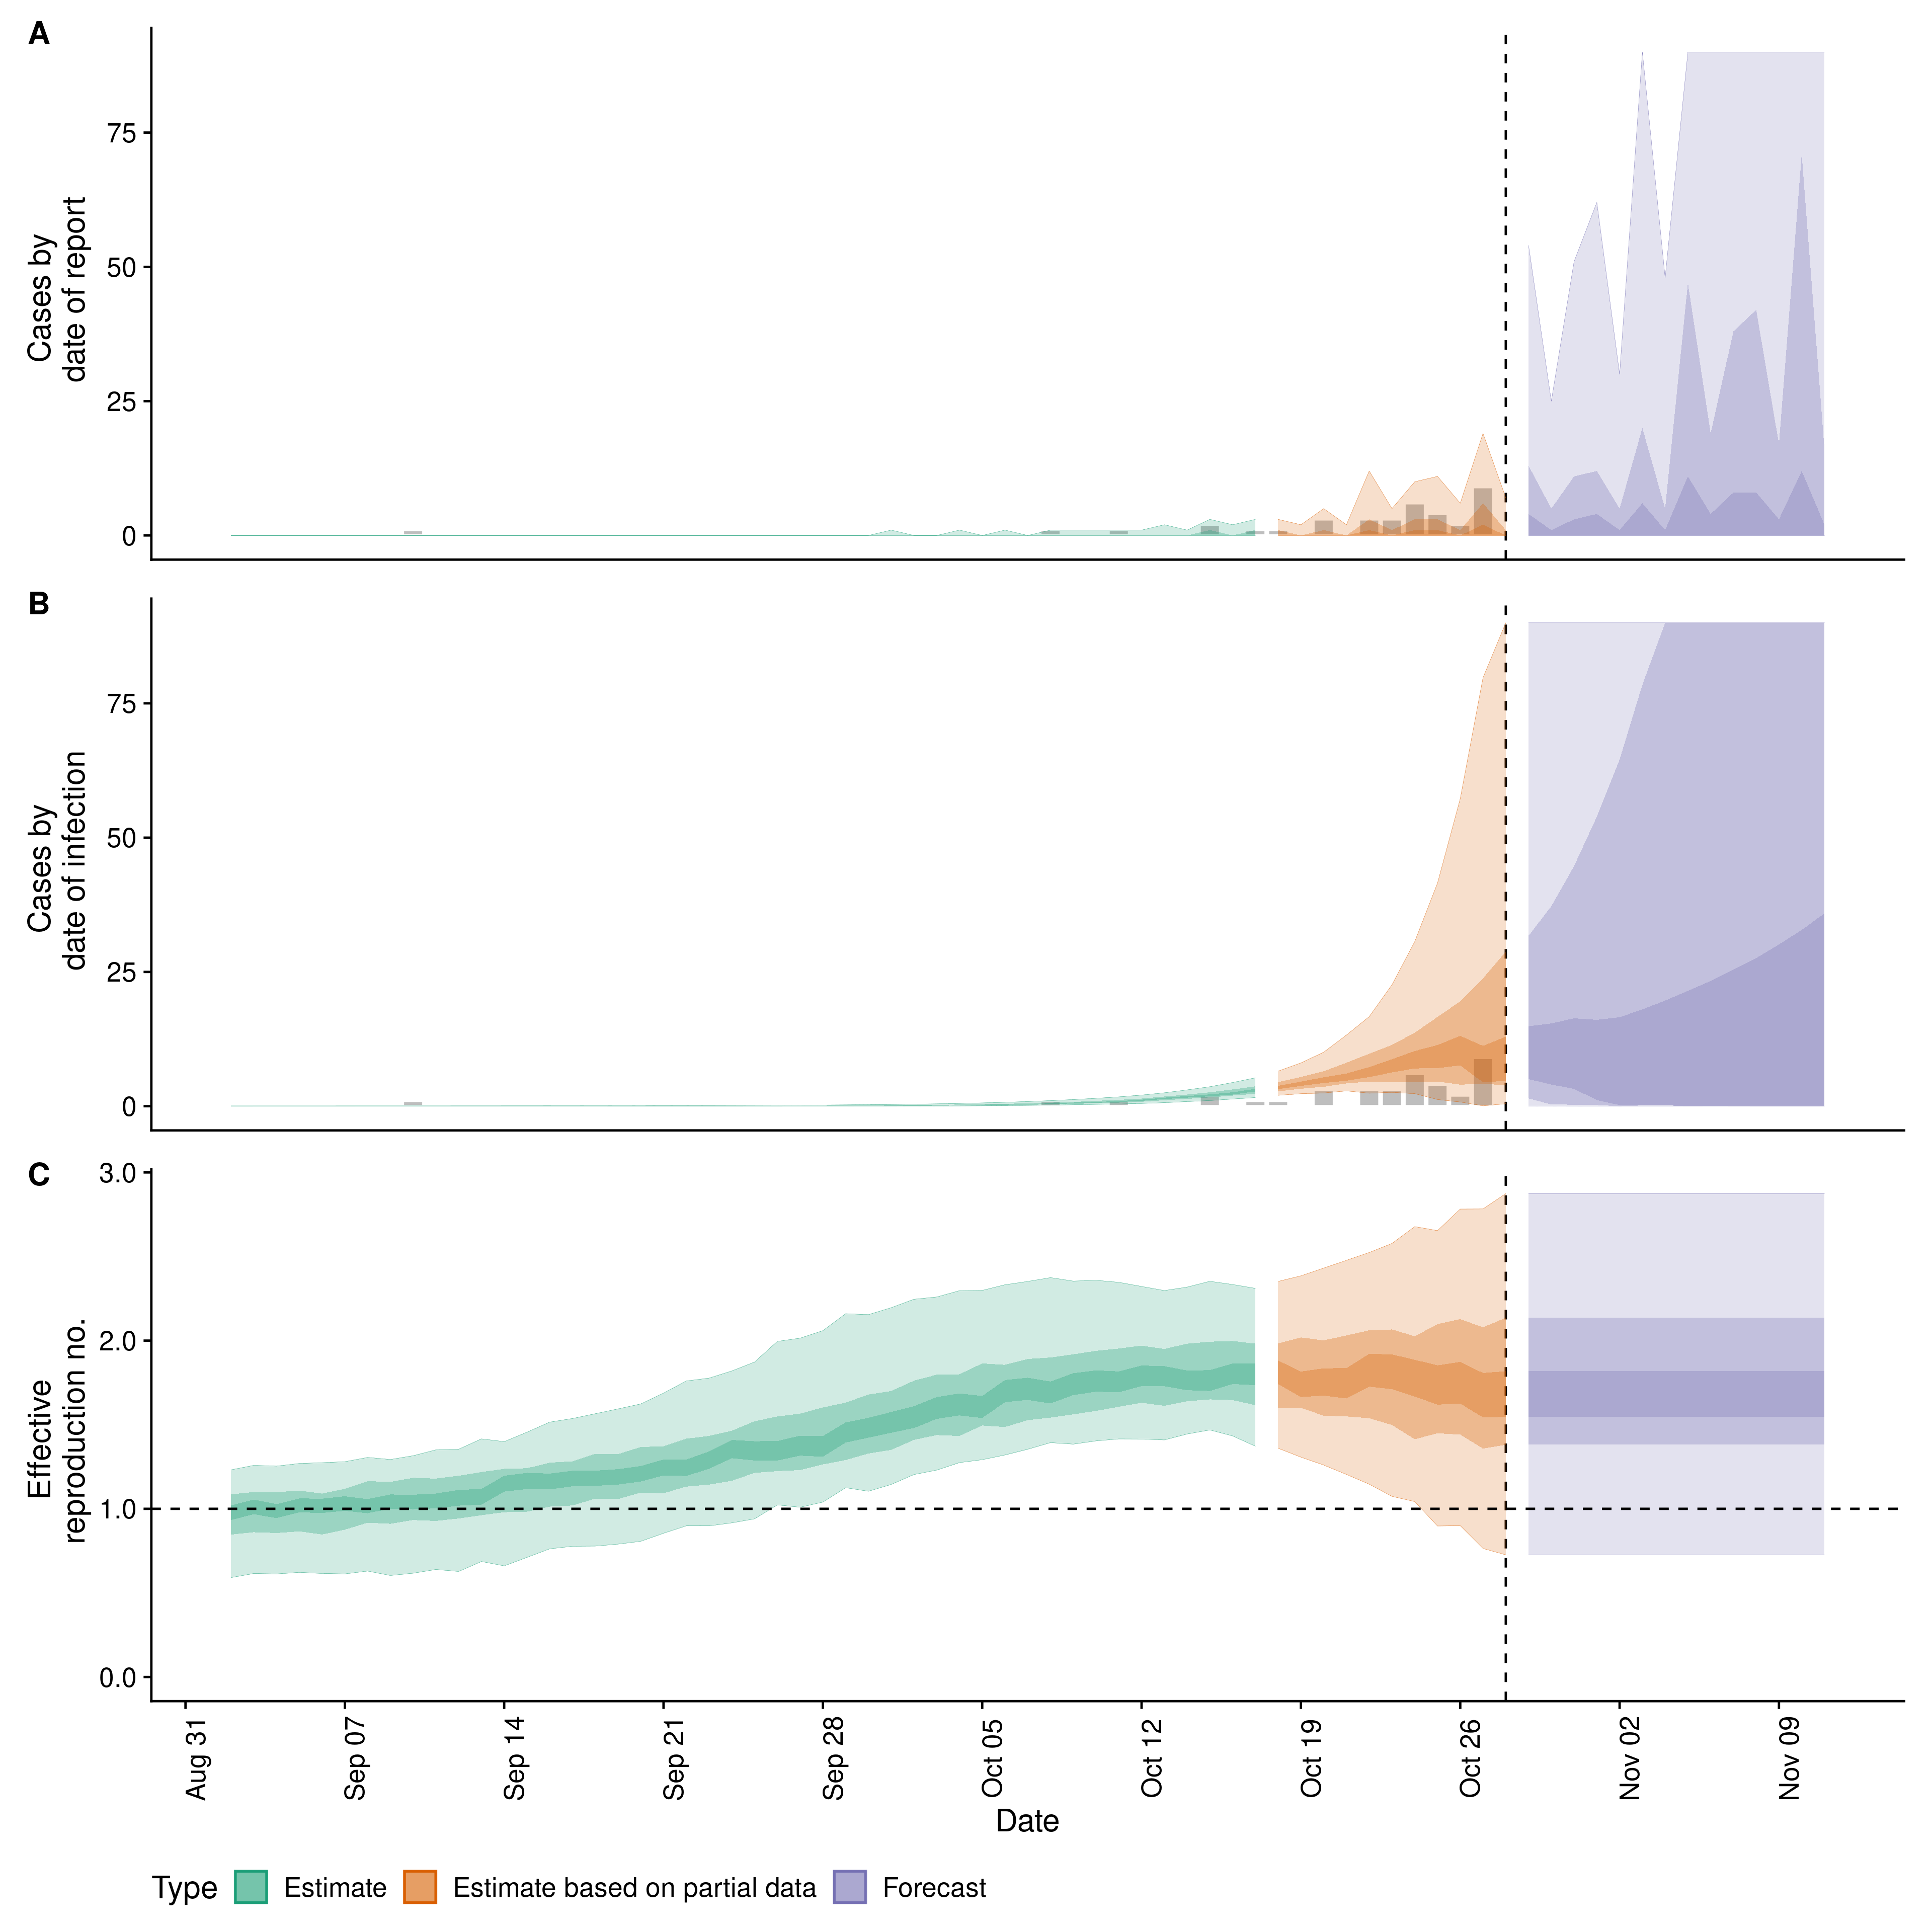 A
Cases by
date of report
75
50
25
0
B
Cases by
date of infection
75
50
25
0
C
Effective
reproduction no.
3.0
2.0
1.0
0.0
Aug 31
Sep 07
Sep 14
Sep 21
Sep 28
Oct 05
Oct 12
Oct 19
Oct 26
Nov 02
Nov 09
Date
Type Estimate Estimate based on partial data Forecast